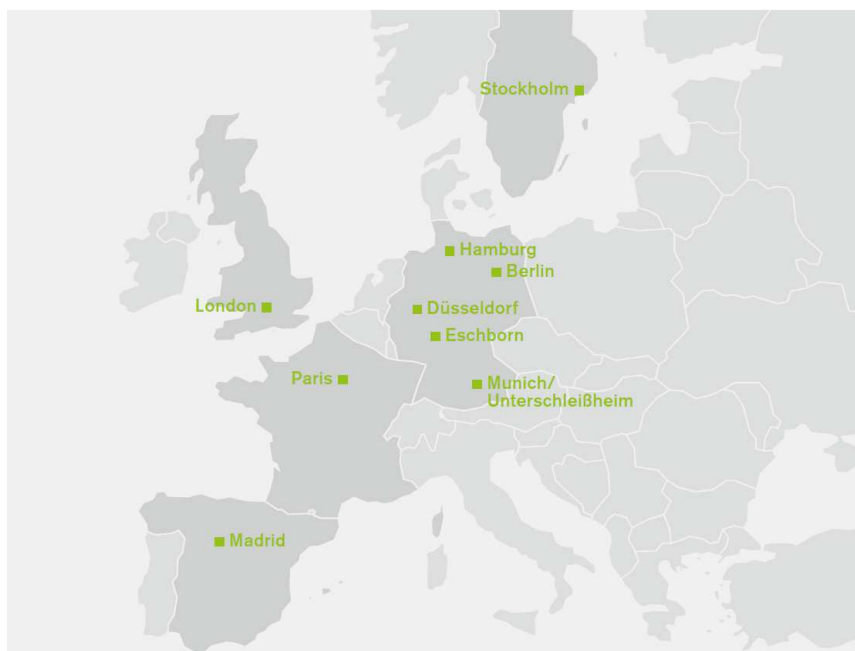 Stockholm
Hamburg
Berlin
London
Düsseldorf
Eschborn
Paris
Munich/
Unterschleißheim
Madrid